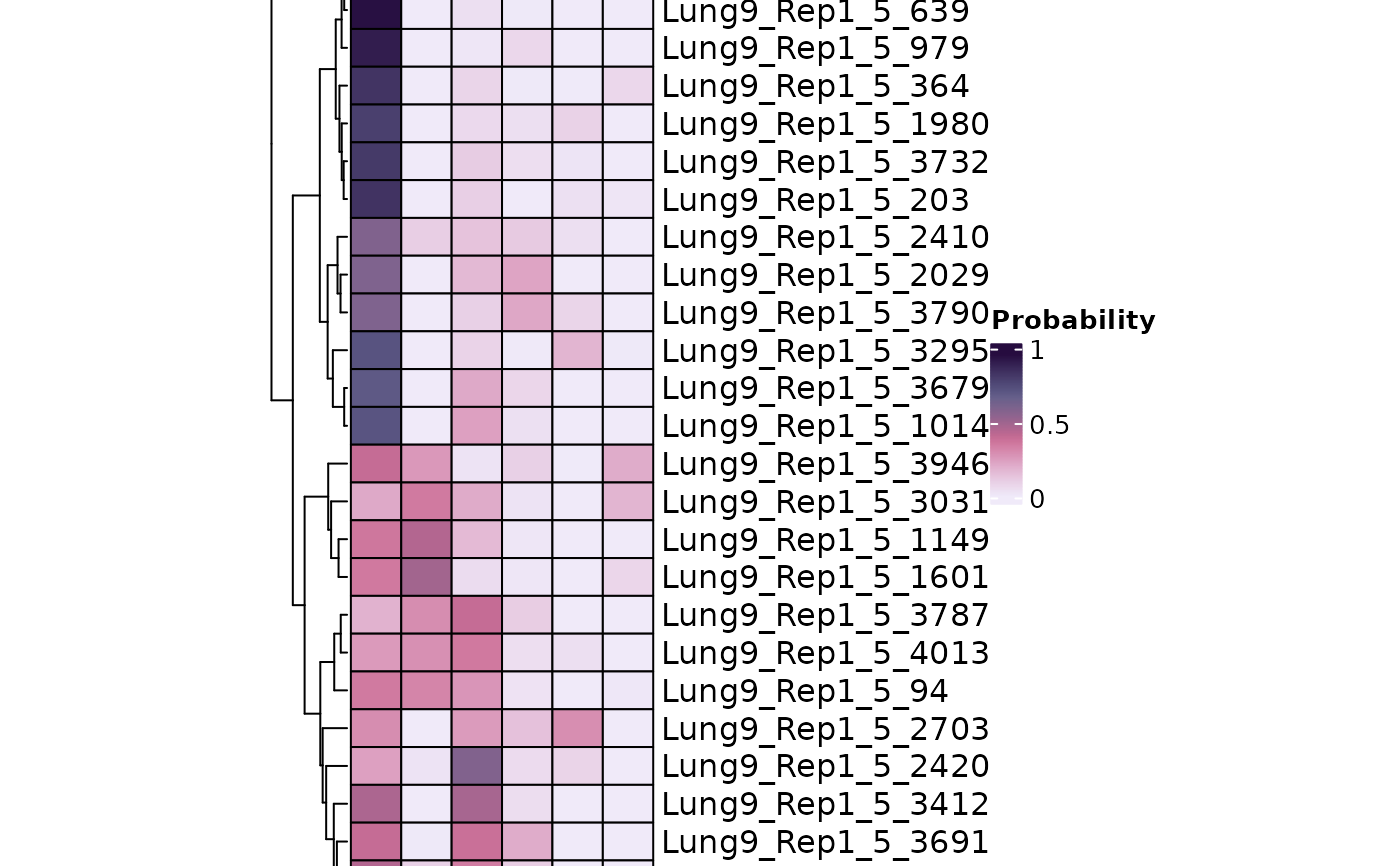 Lung9_Rep1_5_639
Lung9_Rep1_5_979
Lung9_Rep1_5_364
Lung9_Rep1_5_1980
Lung9_Rep1_5_3732
Lung9_Rep1_5_203
Lung9_Rep1_5_2410
Lung9_Rep1_5_2029
Lung9_Rep1_5_3790
Lung9_Rep1_5_3295
Lung9_Rep1_5_3679
Lung9_Rep1_5_1014
Lung9_Rep1_5_3946
Lung9_Rep1_5_3031
Lung9_Rep1_5_1149
Lung9_Rep1_5_1601
Lung9_Rep1_5_3787
Lung9_Rep1_5_4013
Lung9_Rep1_5_94
Lung9_Rep1_5_2703
Lung9_Rep1_5_2420
Lung9_Rep1_5_3412
Lung9_Rep1_5_3691
Probability
1
0.5
0